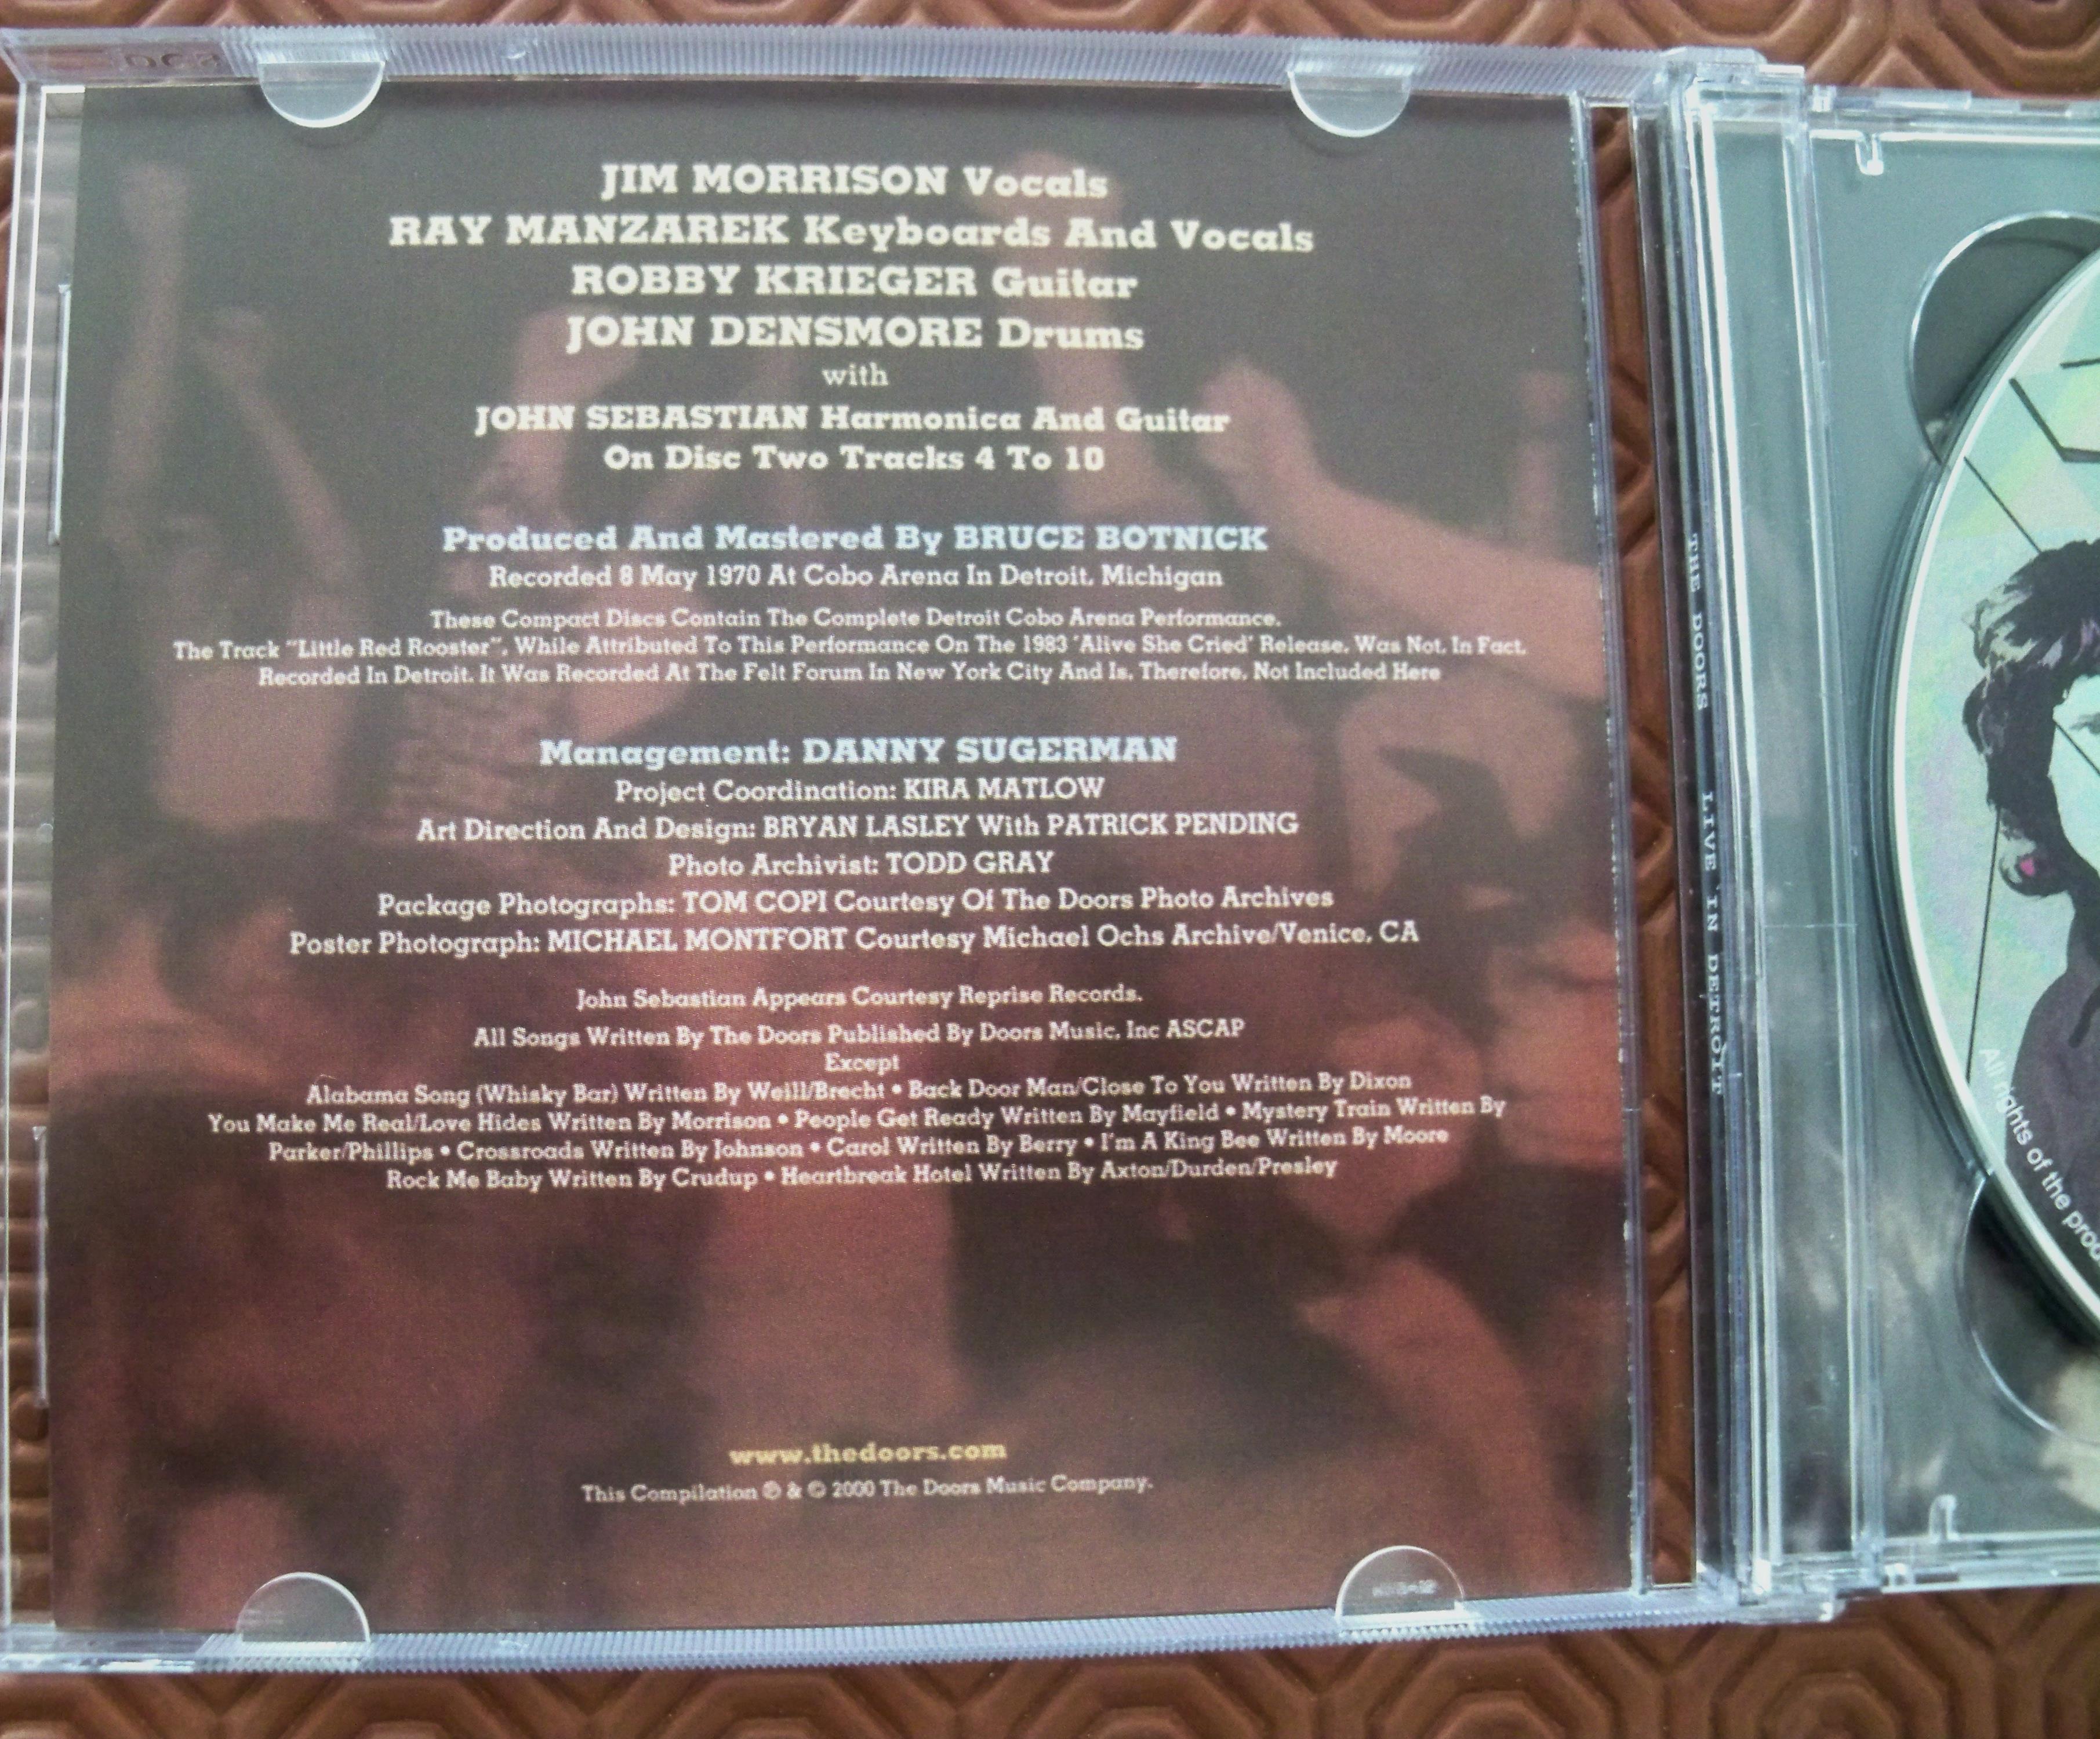 JIM MORRISON Vocals
RAY MANZAREK Keyboards And Vocals
ROBBY KRIEGER Guitar
JOHN DENSMORE Drums
with
JOHN SEBASTIAN Harmonica And Guitar
On Disc Two Tracks 4 To 10
Produced And Mastered By BRUCE BOTNICK
Recorded 8 May 1970 At Cobo Arena In Detroit, Michigan
These Compact Discs Contain The Complete Detroit Cobo Arena Performance.
The Track "Little Red Rooster", While Attributed To This Performance On The 1983 'Alive She Cried' Release, Was Not, In Fact,
Recorded In Detroit. It Was Recorded At The Felt Forum In New York City And Is, Therefore, Not Included Here
Management: DANNY SUGERMAN
Project Coordination: KIRA MATLOW
Art Direction And Design: BRYAN LASLEY With PATRICK PENDING
Photo Archivist: TODD GRAY
Package Photographs: TOM COPI Courtesy Of The Doors Photo Archives
Poster Photograph: MICHAEL MONTFORT Courtesy Michael Ochs Archive/Venice, CA
John Sebastian Appears Courtesy Reprise Records.
All Songs Written By The Doors Published By Doors Music, Inc ASCAP
Except
Alabama Song (Whisky Bar) Written By Weill/Brecht • Back Door Man/Close To You Written By Dixon
You Make Me Real/Love Hides Written By Morrison • People Get Ready Written By Mayfield • Mystery Train Written By
Parker/Phillips • Crossroads Written By Johnson • Carol Written By Berry • I'm A King Bee Written By Moore
Rock Me Baby Written By Crudup • Heartbreak Hotel Written By Axton/Durden/Presley
www.thedoors.com
This Compilation ℗ & © 2000 The Doors Music Company.
THE DOORS LIVE IN DETROIT
All rights of the